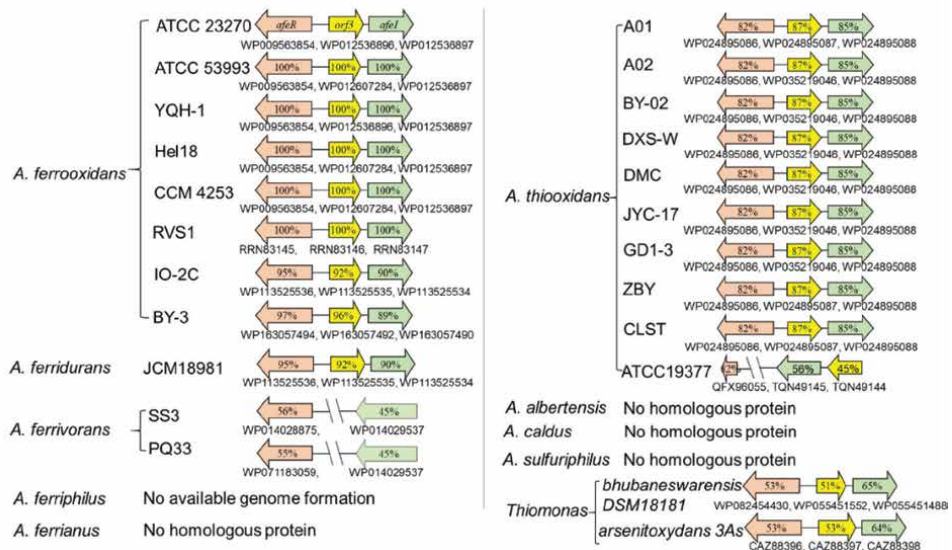 ATCC 23270 afeR orf3 afeI
WP009563854, WP012536896, WP012536897
ATCC 53993 100% 100% 100%
WP009563854, WP012607284, WP012536897
YQH-1 100% 100% 100%
WP009563854, WP012536896, WP012536897
Hel18 100% 100% 100%
WP009563854, WP012607284, WP012536897
A. ferrooxidans
CCM 4253 100% 100% 100%
WP009563854, WP012607284, WP012536897
RVS1 100% 100% 100%
RRN83145, RRN83146, RRN83147
IO-2C 95% 92% 90%
WP113525536, WP113525535, WP113525534
BY-3 97% 96% 89%
WP163057494, WP163057492, WP163057490
A. ferridurans JCM18981 95% 92% 90%
WP113525536, WP113525535, WP113525534
SS3 56% 45%
WP014028875, WP014029537
A. ferrivorans
PQ33 55% 45%
WP071183059, WP014029537
A. ferriphilus No available genome formation
A. ferrianus No homologous protein
A01 82% 87% 85%
WP024895086, WP024895087, WP024895088
A02 82% 87% 85%
WP024895086, WP035219046, WP024895088
BY-02 82% 87% 85%
WP024895086, WP035219046, WP024895088
DXS-W 82% 87% 85%
WP024895086, WP035219046, WP024895088
DMC 82% 87% 85%
WP024895086, WP035219046, WP024895088
A. thiooxidans
JYC-17 82% 87% 85%
WP024895086, WP035219046, WP024895088
GD1-3 82% 87% 85%
WP024895086, WP035219046, WP024895088
ZBY 82% 87% 85%
WP024895086, WP024895087, WP024895088
CLST 82% 87% 85%
WP024895086, WP024895087, WP024895088
ATCC19377 56% 45%
QFX96055, TQN49145, TQN49144
A. albertensis No homologous protein
A. caldus No homologous protein
A. sulfuriphilus No homologous protein
bhubaneswarensis 53% 51% 65%
Thiomonas DSM18181 WP082454430, WP055451552, WP055451488
arsenitoxydans 3As 53% 53% 64%
CAZ88396, CAZ88397, CAZ88398